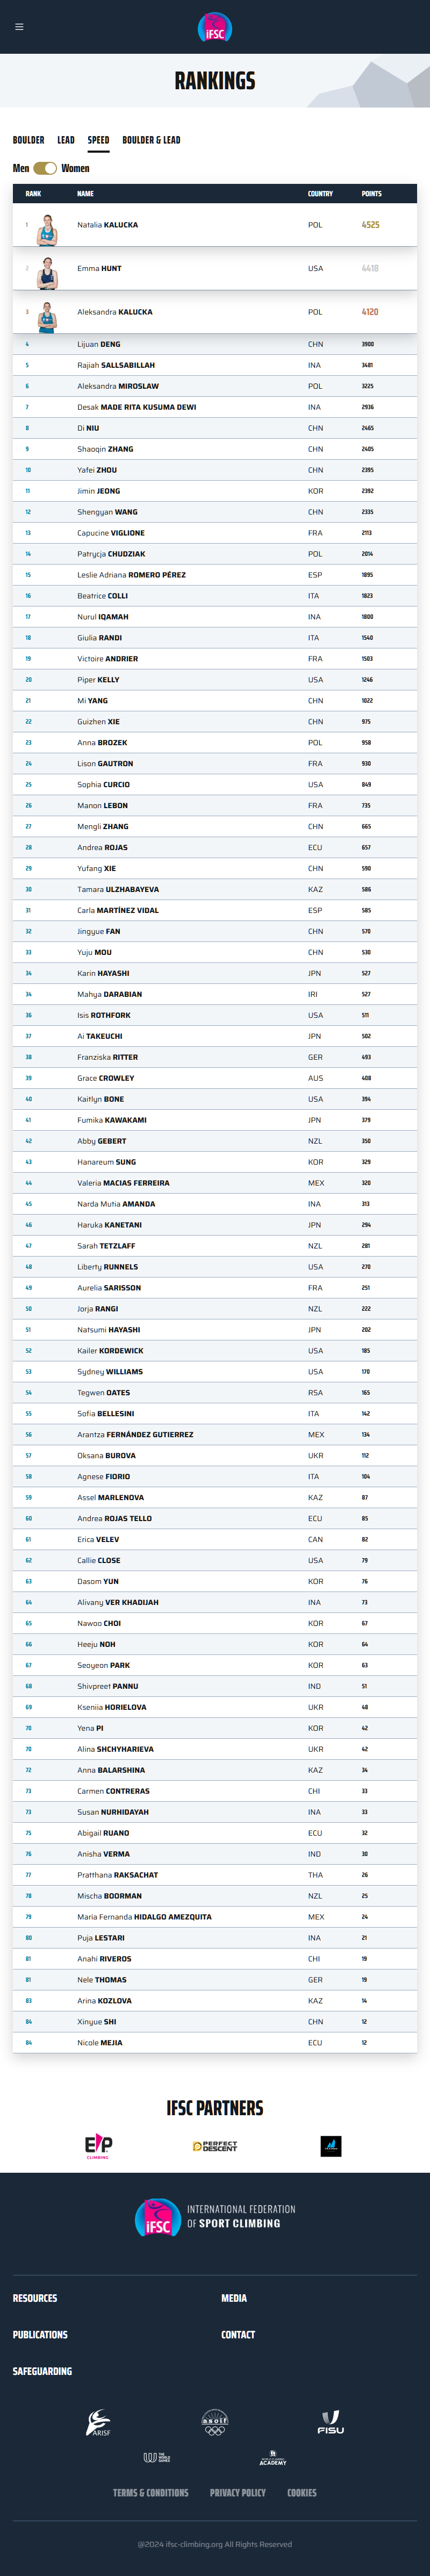 IFSC
RANKINGS
BOULDER LEAD SPEED BOULDER & LEAD
Men Women
RANK NAME COUNTRY POINTS
1 Natalia KALUCKA POL 4525
2 Emma HUNT USA 4418
3 Aleksandra KALUCKA POL 4120
4 Lijuan DENG CHN 3900
5 Rajiah SALLSABILLAH INA 3481
6 Aleksandra MIROSLAW POL 3225
7 Desak MADE RITA KUSUMA DEWI INA 2936
8 Di NIU CHN 2465
9 Shaoqin ZHANG CHN 2405
10 Yafei ZHOU CHN 2395
11 Jimin JEONG KOR 2392
12 Shengyan WANG CHN 2335
13 Capucine VIGLIONE FRA 2113
14 Patrycja CHUDZIAK POL 2014
15 Leslie Adriana ROMERO PÉREZ ESP 1895
16 Beatrice COLLI ITA 1823
17 Nurul IQAMAH INA 1800
18 Giulia RANDI ITA 1540
19 Victoire ANDRIER FRA 1503
20 Piper KELLY USA 1246
21 Mi YANG CHN 1022
22 Guizhen XIE CHN 975
23 Anna BROZEK POL 958
24 Lison GAUTRON FRA 930
25 Sophia CURCIO USA 849
26 Manon LEBON FRA 735
27 Mengli ZHANG CHN 665
28 Andrea ROJAS ECU 657
29 Yufang XIE CHN 590
30 Tamara ULZHABAYEVA KAZ 586
31 Carla MARTÍNEZ VIDAL ESP 585
32 Jingyue FAN CHN 570
33 Yuju MOU CHN 530
34 Karin HAYASHI JPN 527
34 Mahya DARABIAN IRI 527
36 Isis ROTHFORK USA 511
37 Ai TAKEUCHI JPN 502
38 Franziska RITTER GER 493
39 Grace CROWLEY AUS 408
40 Kaitlyn BONE USA 394
41 Fumika KAWAKAMI JPN 379
42 Abby GEBERT NZL 350
43 Hanareum SUNG KOR 329
44 Valeria MACIAS FERREIRA MEX 320
45 Narda Mutia AMANDA INA 313
46 Haruka KANETANI JPN 294
47 Sarah TETZLAFF NZL 281
48 Liberty RUNNELS USA 270
49 Aurelia SARISSON FRA 251
50 Jorja RANGI NZL 222
51 Natsumi HAYASHI JPN 202
52 Kailer KORDEWICK USA 185
53 Sydney WILLIAMS USA 170
54 Tegwen OATES RSA 165
55 Sofia BELLESINI ITA 142
56 Arantza FERNÁNDEZ GUTIERREZ MEX 134
57 Oksana BUROVA UKR 112
58 Agnese FIORIO ITA 104
59 Assel MARLENOVA KAZ 87
60 Andrea ROJAS TELLO ECU 85
61 Erica VELEV CAN 82
62 Callie CLOSE USA 79
63 Dasom YUN KOR 76
64 Alivany VER KHADIJAH INA 73
65 Nawoo CHOI KOR 67
66 Heeju NOH KOR 64
67 Seoyeon PARK KOR 63
68 Shivpreet PANNU IND 51
69 Kseniia HORIELOVA UKR 48
70 Yena PI KOR 42
70 Alina SHCHYHARIEVA UKR 42
72 Anna BALARSHINA KAZ 34
73 Carmen CONTRERAS CHI 33
73 Susan NURHIDAYAH INA 33
75 Abigail RUANO ECU 32
76 Anisha VERMA IND 30
77 Pratthana RAKSACHAT THA 26
78 Mischa BOORMAN NZL 25
79 Maria Fernanda HIDALGO AMEZQUITA MEX 24
80 Puja LESTARI INA 21
81 Anahí RIVEROS CHI 19
81 Nele THOMAS GER 19
83 Arina KOZLOVA KAZ 14
84 Xinyue SHI CHN 12
84 Nicole MEJIA ECU 12
IFSC PARTNERS
EP CLIMBING
PERFECT DESCENT
IFSC INTERNATIONAL FEDERATION
OF SPORT CLIMBING
RESOURCES MEDIA
PUBLICATIONS CONTACT
SAFEGUARDING
ARISF asoif FISU
THE WORLD GAMES ACADEMY
TERMS & CONDITIONS PRIVACY POLICY COOKIES
@2024 ifsc-climbing.org All Rights Reserved